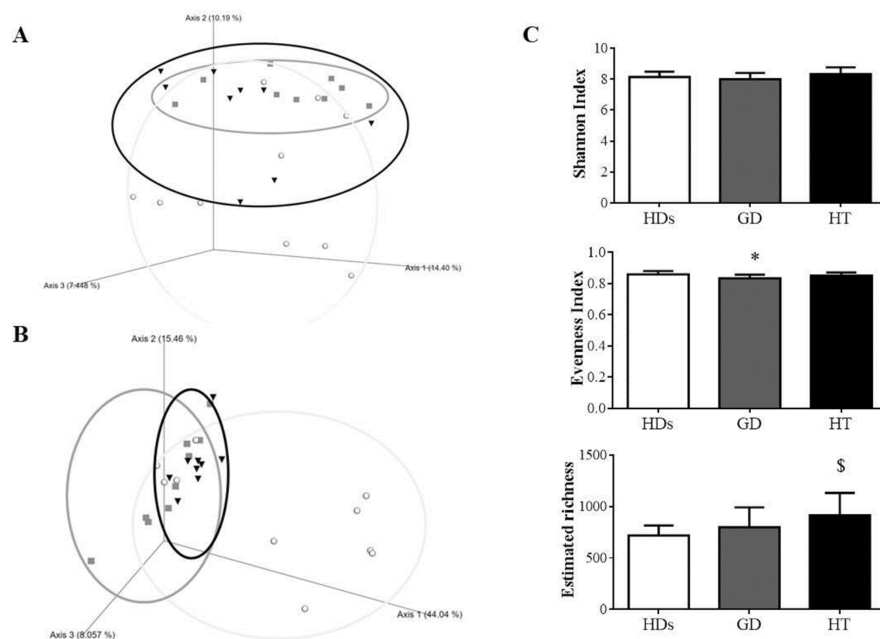 A
Axis 2 (10.19 %)
Axis 1 (14.40 %)
Axis 3 (7.448 %)
B
Axis 2 (15.46 %)
Axis 1 (44.04 %)
Axis 3 (8.057 %)
C
Shannon Index
10
8
6
4
2
0
HDs GD HT
Evenness Index
1.0
0.8
0.6
0.4
0.2
0.0
*
HDs GD HT
Estimated richness
1500
1000
500
0
$
HDs GD HT